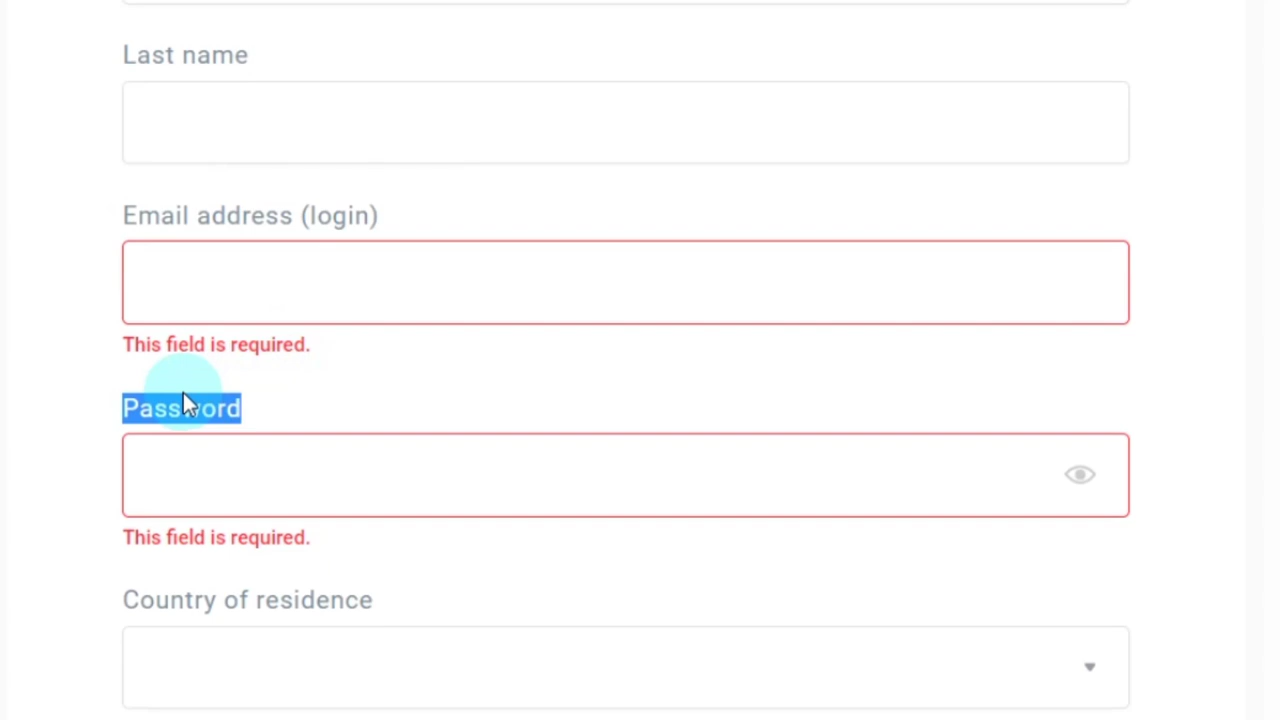 Last name
Email address (login)
This field is required.
Password
This field is required.
Country of residence